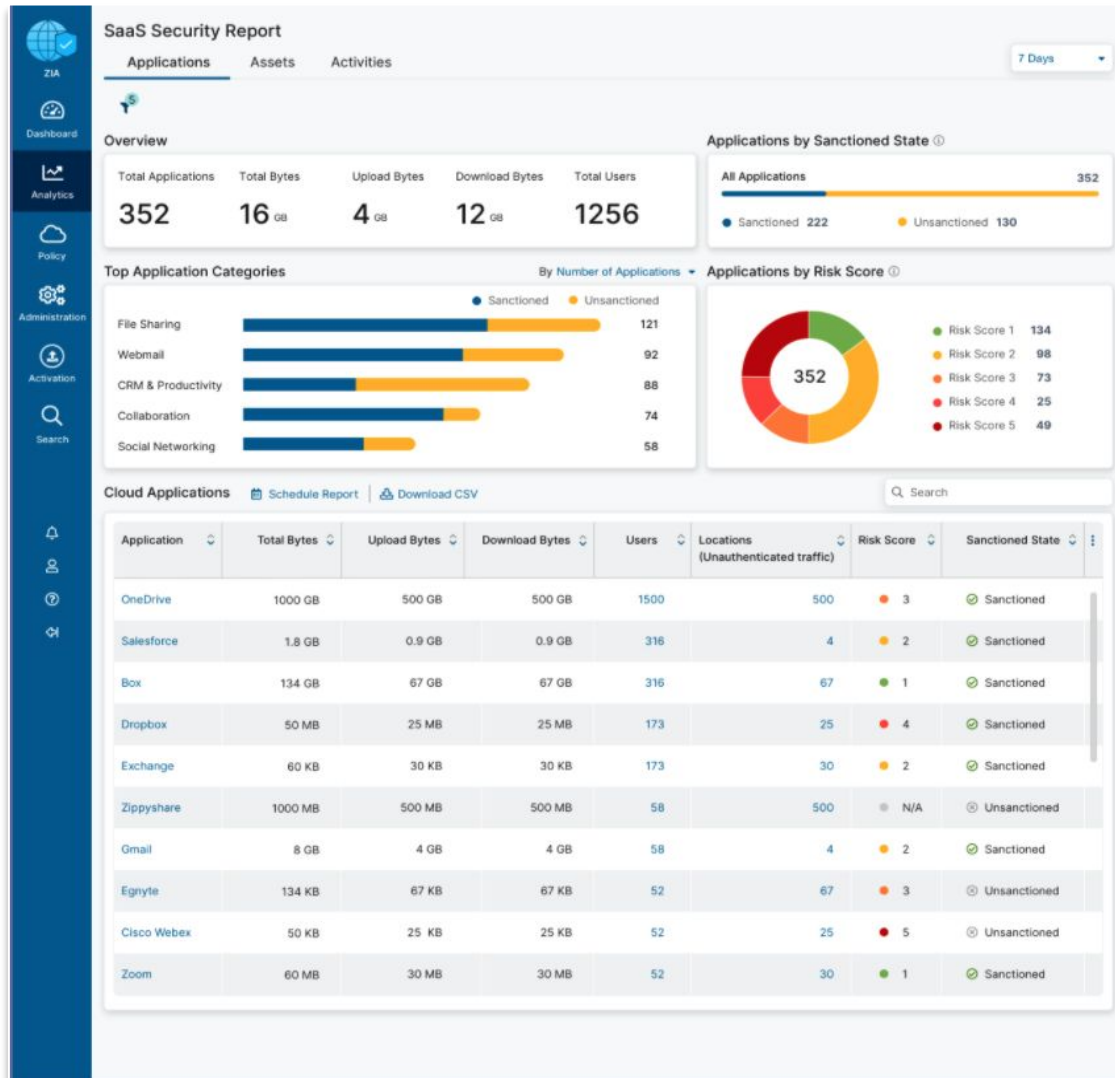 SaaS Security Report
ZIA
Applications Assets Activities
7 Days
5
Dashboard
Analytics
Policy
Administration
Activation
Search
Overview
Total Applications Total Bytes Upload Bytes Download Bytes Total Users
352 16 GB 4 GB 12 GB 1256
Applications by Sanctioned State
All Applications 352
Sanctioned 222 Unsanctioned 130
Top Application Categories By Number of Applications
Sanctioned Unsanctioned
File Sharing 121
Webmail 92
CRM & Productivity 88
Collaboration 74
Social Networking 58
Applications by Risk Score
352
Risk Score 1 134
Risk Score 2 98
Risk Score 3 73
Risk Score 4 25
Risk Score 5 49
Cloud Applications Schedule Report Download CSV Search
Application Total Bytes Upload Bytes Download Bytes Users Locations Risk Score Sanctioned State
(Unauthenticated traffic)
OneDrive 1000 GB 500 GB 500 GB 1500 500 3 Sanctioned
Salesforce 1.8 GB 0.9 GB 0.9 GB 316 4 2 Sanctioned
Box 134 GB 67 GB 67 GB 316 67 1 Sanctioned
Dropbox 50 MB 25 MB 25 MB 173 25 4 Sanctioned
Exchange 60 KB 30 KB 30 KB 173 30 2 Sanctioned
Zippyshare 1000 MB 500 MB 500 MB 58 500 N/A Unsanctioned
Gmail 8 GB 4 GB 4 GB 58 4 2 Sanctioned
Egnyte 134 KB 67 KB 67 KB 52 67 3 Unsanctioned
Cisco Webex 50 KB 25 KB 25 KB 52 25 5 Unsanctioned
Zoom 60 MB 30 MB 30 MB 52 30 1 Sanctioned